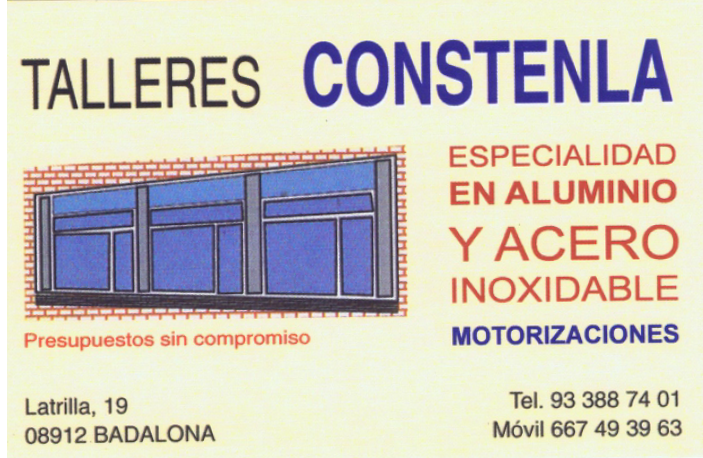 TALLERES CONSTENLA
ESPECIALIDAD
EN ALUMINIO
Y ACERO
INOXIDABLE
MOTORIZACIONES
Presupuestos sin compromiso
Latrilla, 19
08912 BADALONA
Tel. 93 388 74 01
Móvil 667 49 39 63